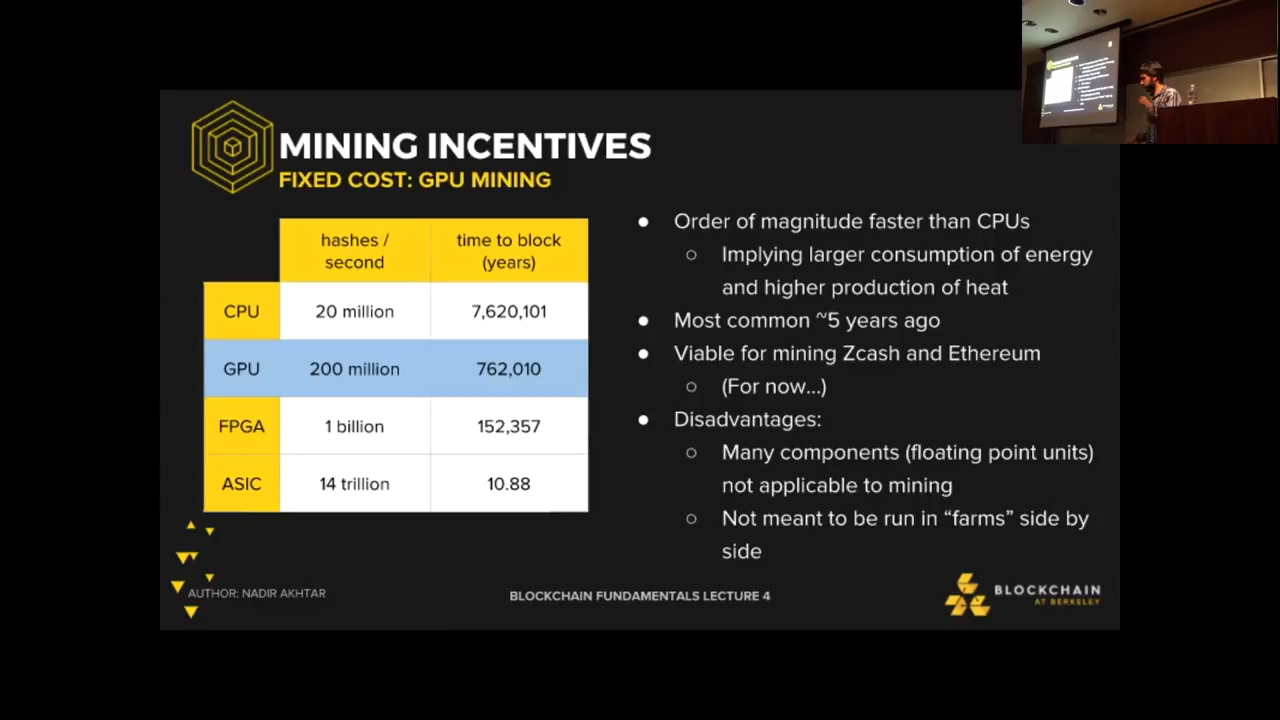 MINING INCENTIVES
FIXED COST: GPU MINING
hashes / second
time to block (years)
CPU 20 million 7,620,101
GPU 200 million 762,010
FPGA 1 billion 152,357
ASIC 14 trillion 10.88
● Order of magnitude faster than CPUs
○ Implying larger consumption of energy
and higher production of heat
● Most common ~5 years ago
● Viable for mining Zcash and Ethereum
○ (For now...)
● Disadvantages:
○ Many components (floating point units)
not applicable to mining
○ Not meant to be run in “farms” side by
side
AUTHOR: NADIR AKHTAR
BLOCKCHAIN FUNDAMENTALS LECTURE 4
BLOCKCHAIN
AT BERKELEY